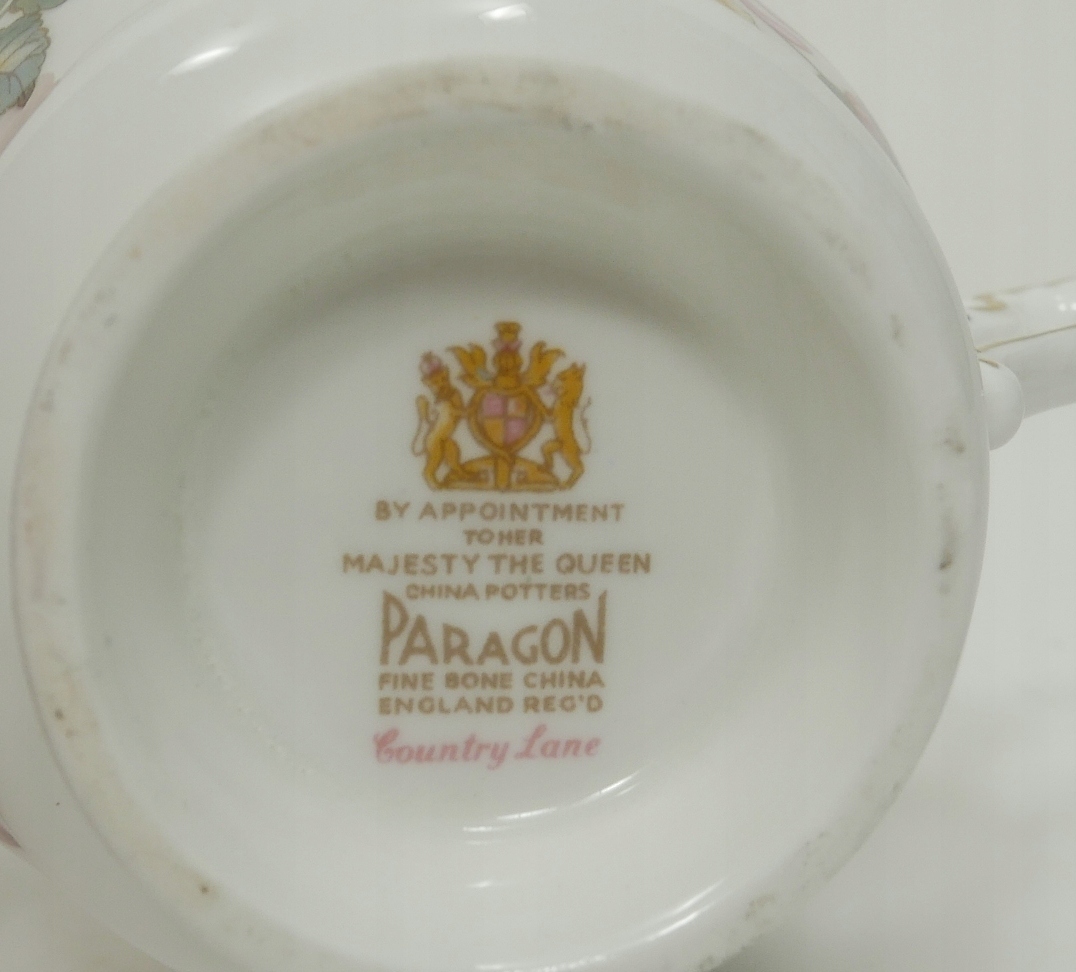 BY APPOINTMENT
TO HER
MAJESTY THE QUEEN
CHINA POTTERS
PARAGON
FINE BONE CHINA
ENGLAND REG'D
Country Lane